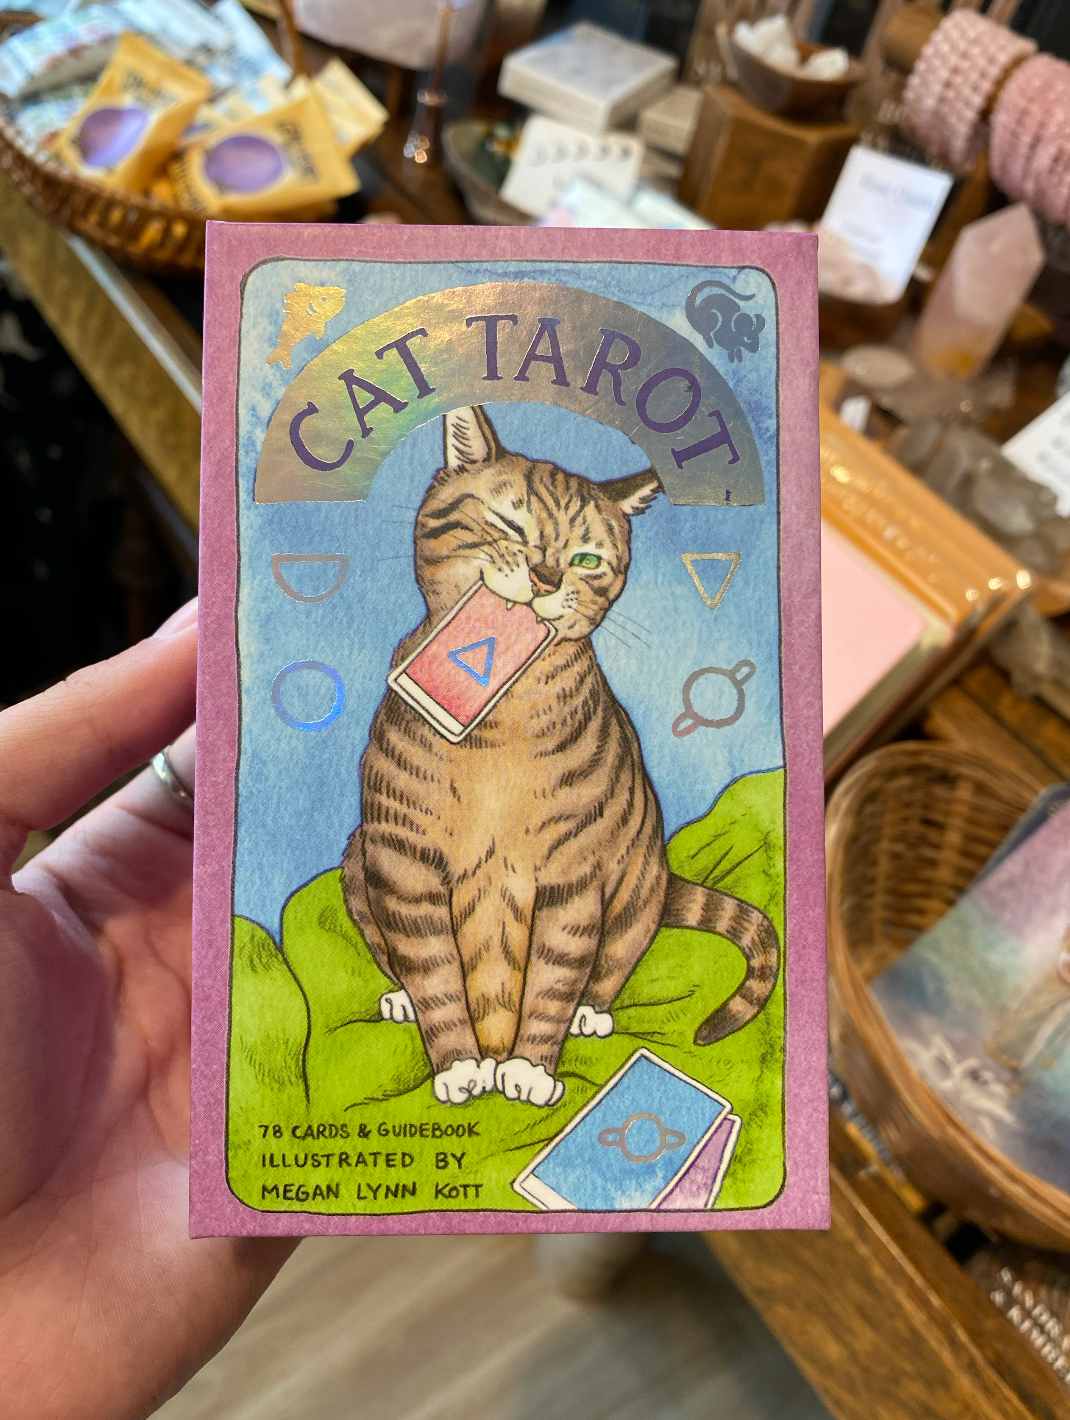 CAT TAROT
78 CARDS & GUIDEBOOK
ILLUSTRATED BY
MEGAN LYNN KOTT